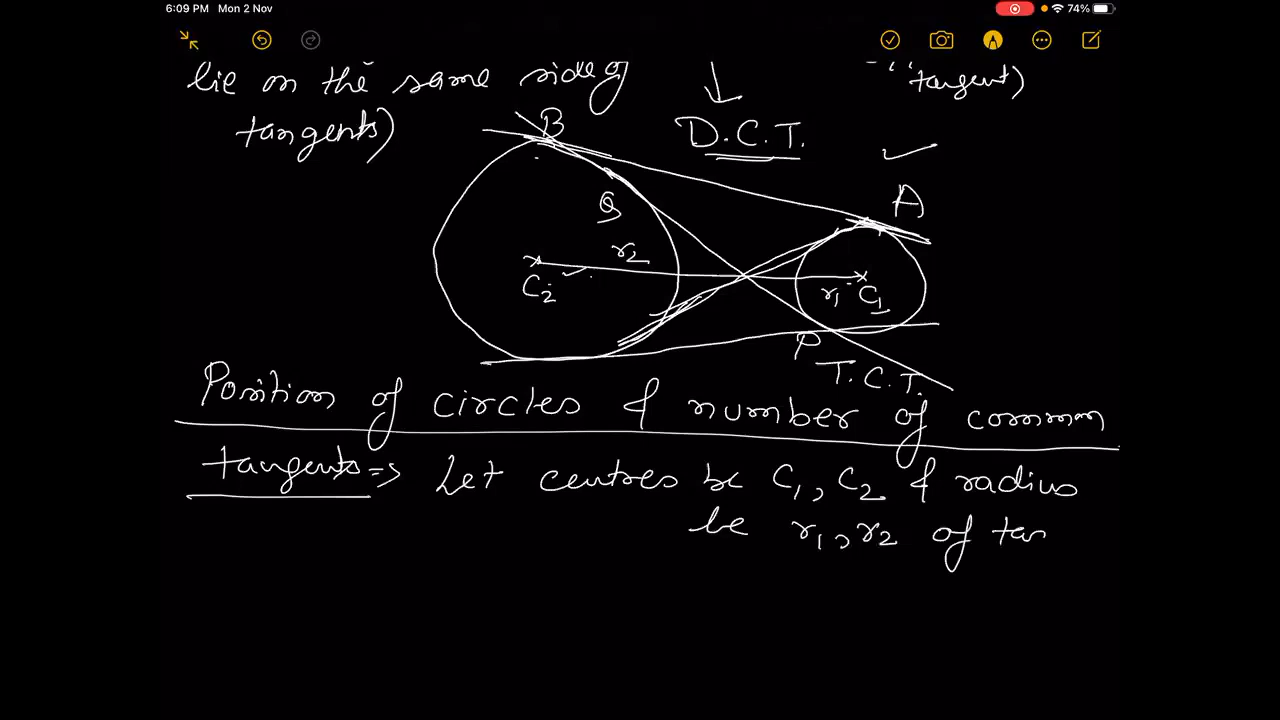 6:09 PM Mon 2 Nov
74%
lie on the same side of
tangents)
tangent)
D.C.T.
B
A
Q
r2
C2
r1
C1
P
T.C.T.
Position of circles & number of common
tangents => Let centres be C1, C2 & radius
be r1, r2 of tan